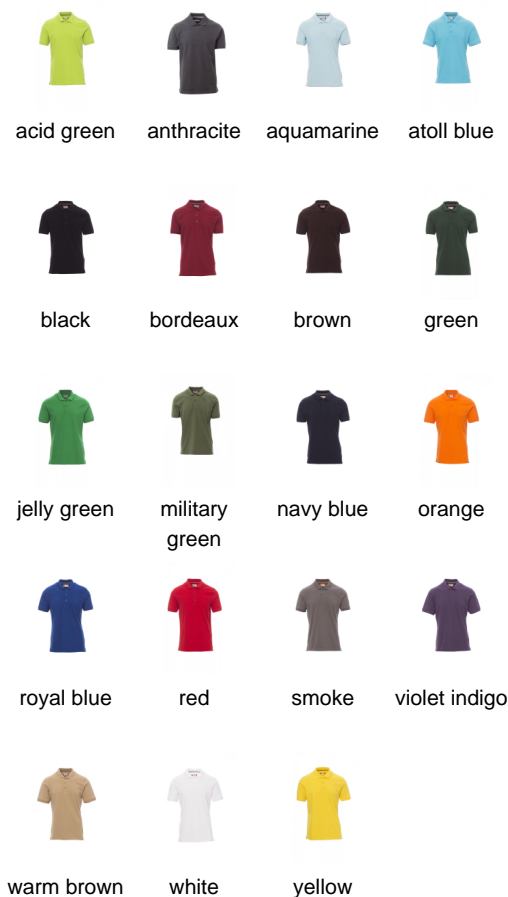 acid green
anthracite
aquamarine
atoll blue
black
bordeaux
brown
green
jelly green
military
green
navy blue
orange
royal blue
red
smoke
violet indigo
warm brown
white
yellow